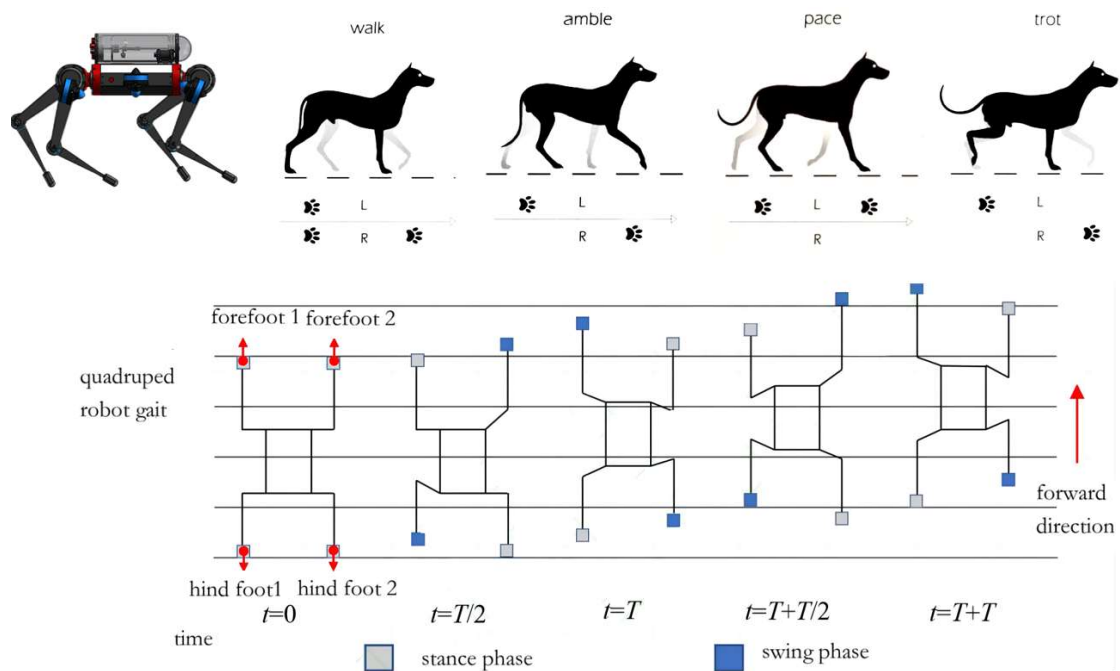 walk
amble
pace
trot
L
R
L
R
L
R
L
R
forefoot 1 forefoot 2
quadruped
robot gait
forward
direction
hind foot1 hind foot 2
t=0 t=T/2 t=T t=T+T/2 t=T+T
time
stance phase swing phase